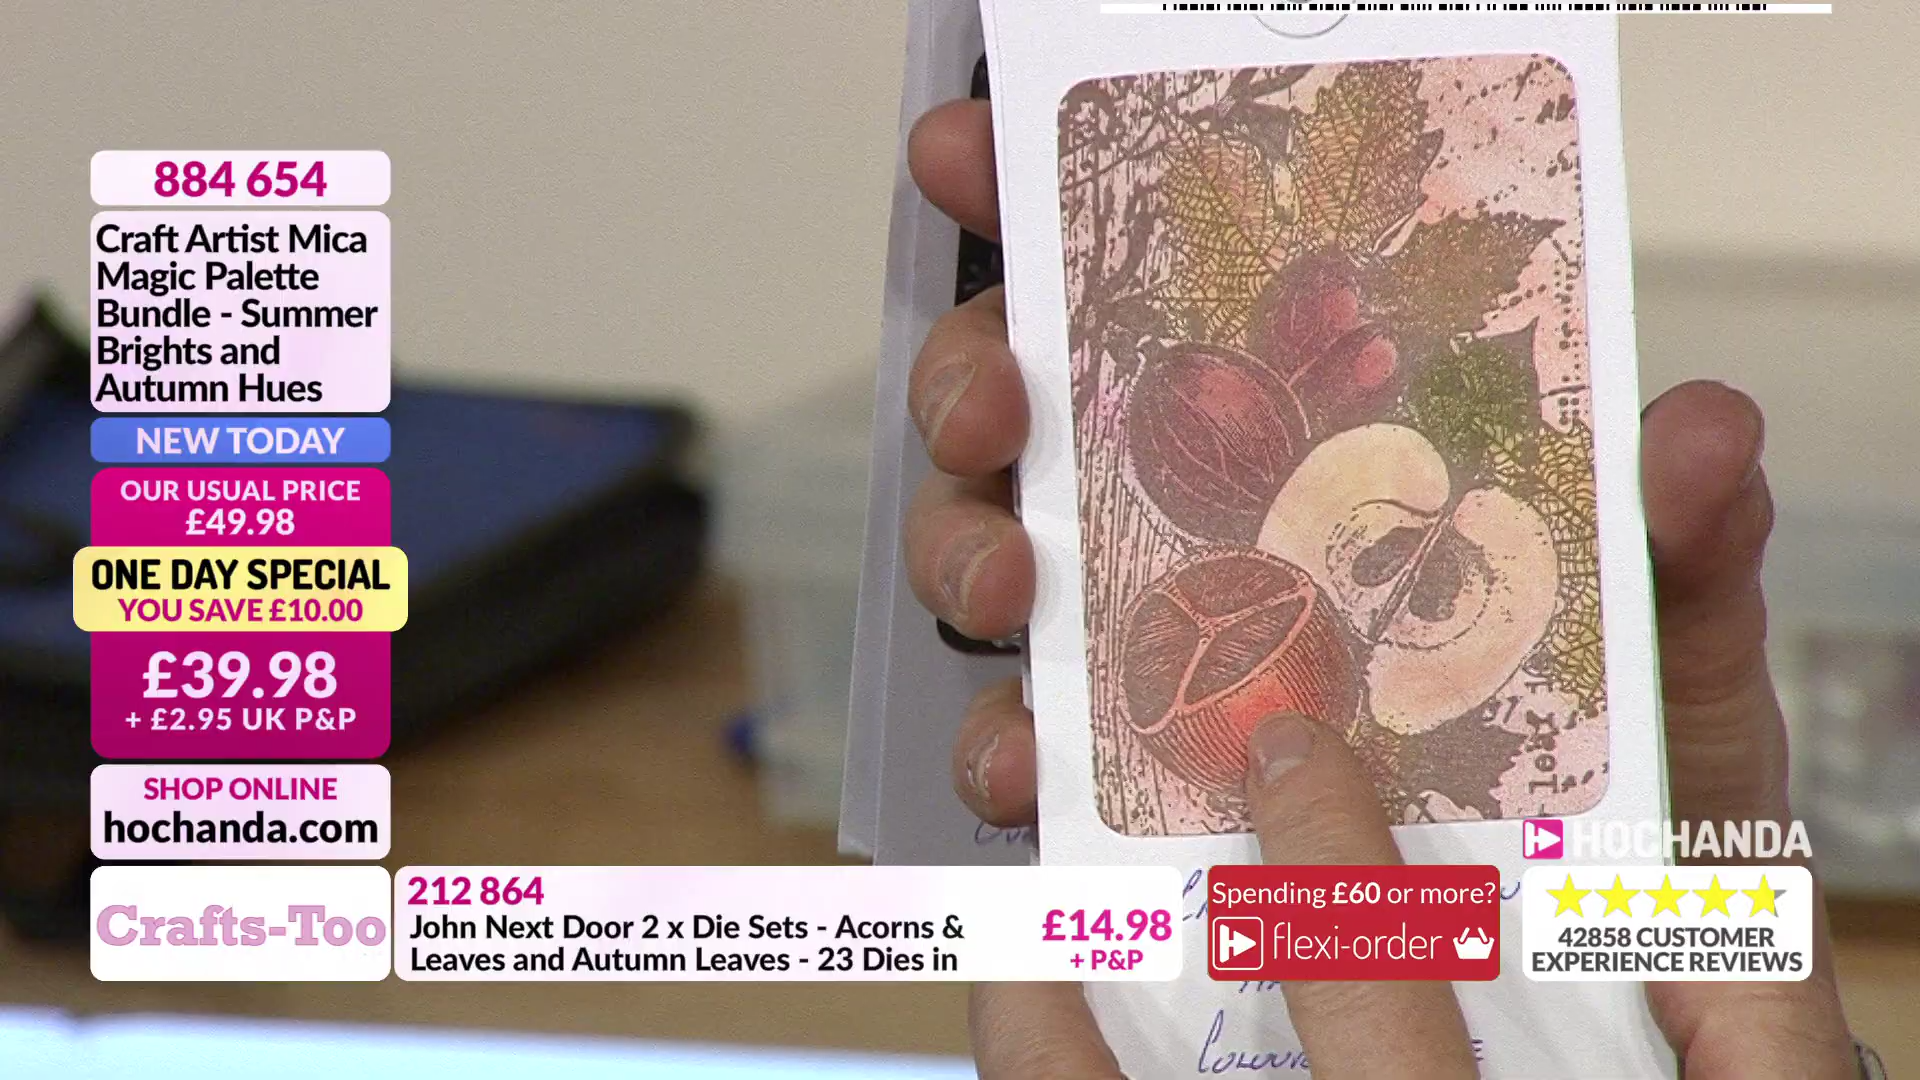 884 654
Craft Artist Mica
Magic Palette
Bundle - Summer
Brights and
Autumn Hues
NEW TODAY
OUR USUAL PRICE
£49.98
ONE DAY SPECIAL
YOU SAVE £10.00
£39.98
+ £2.95 UK P&P
SHOP ONLINE
hochanda.com
Crafts-Too
212 864
John Next Door 2 x Die Sets - Acorns &
Leaves and Autumn Leaves - 23 Dies in
£14.98
+ P&P
Spending £60 or more?
flexi-order
HOCHANDA
42858 CUSTOMER
EXPERIENCE REVIEWS
leaf